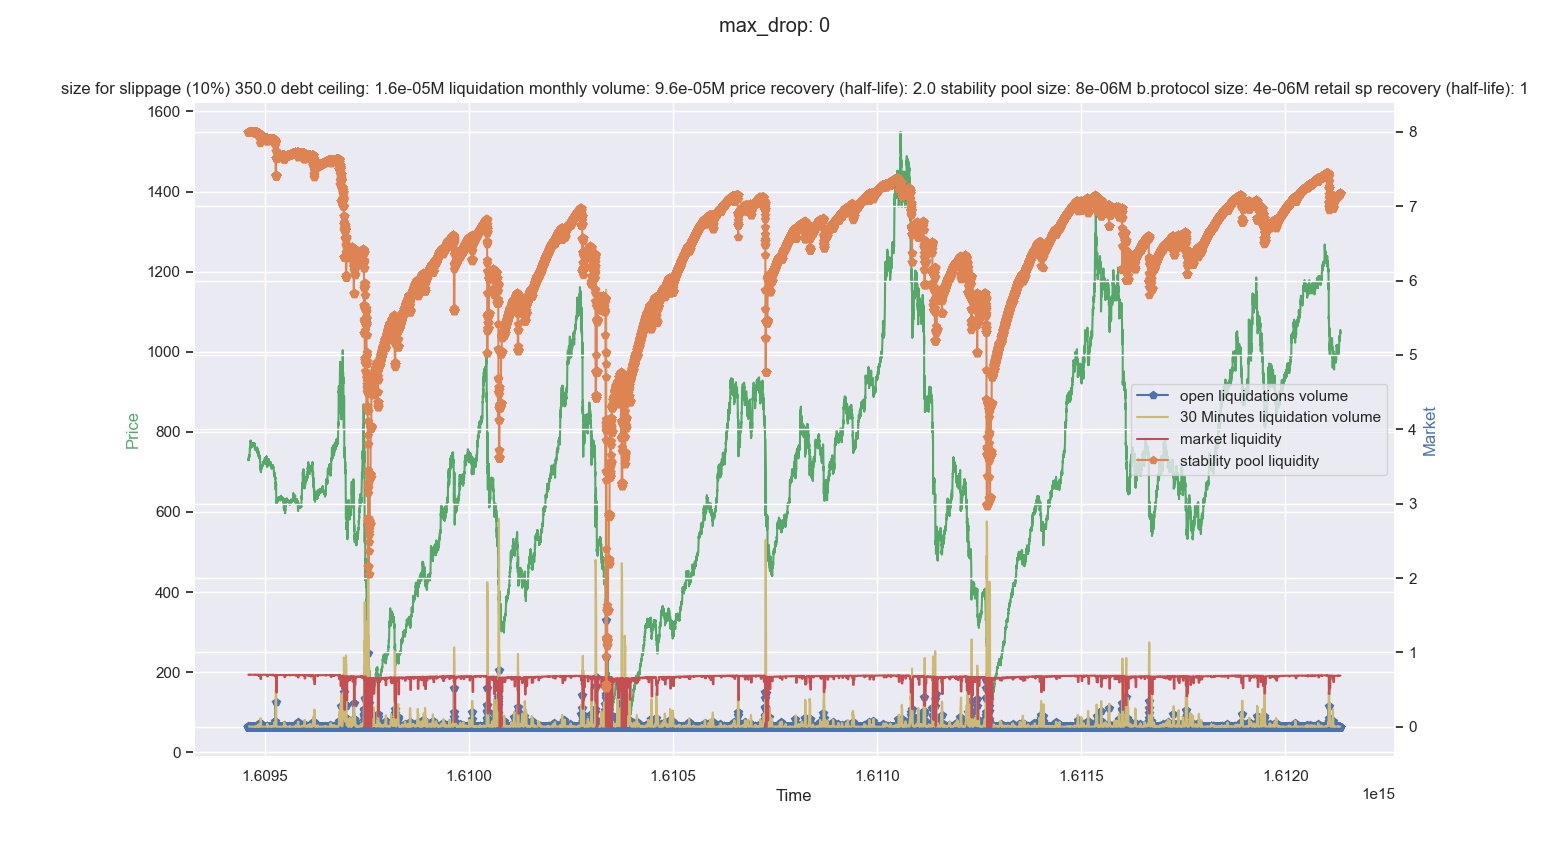 max_drop: 0
size for slippage (10%) 350.0 debt ceiling: 1.6e-05M liquidation monthly volume: 9.6e-05M price recovery (half-life): 2.0 stability pool size: 8e-06M b.protocol size: 4e-06M retail sp recovery (half-life): 1
1600
1400
1200
1000
800
600
400
200
0
Price
8
7
6
5
4
3
2
1
0
Market
open liquidations volume
30 Minutes liquidation volume
market liquidity
stability pool liquidity
1.6095 1.6100 1.6105 1.6110 1.6115 1.6120
Time
1e15